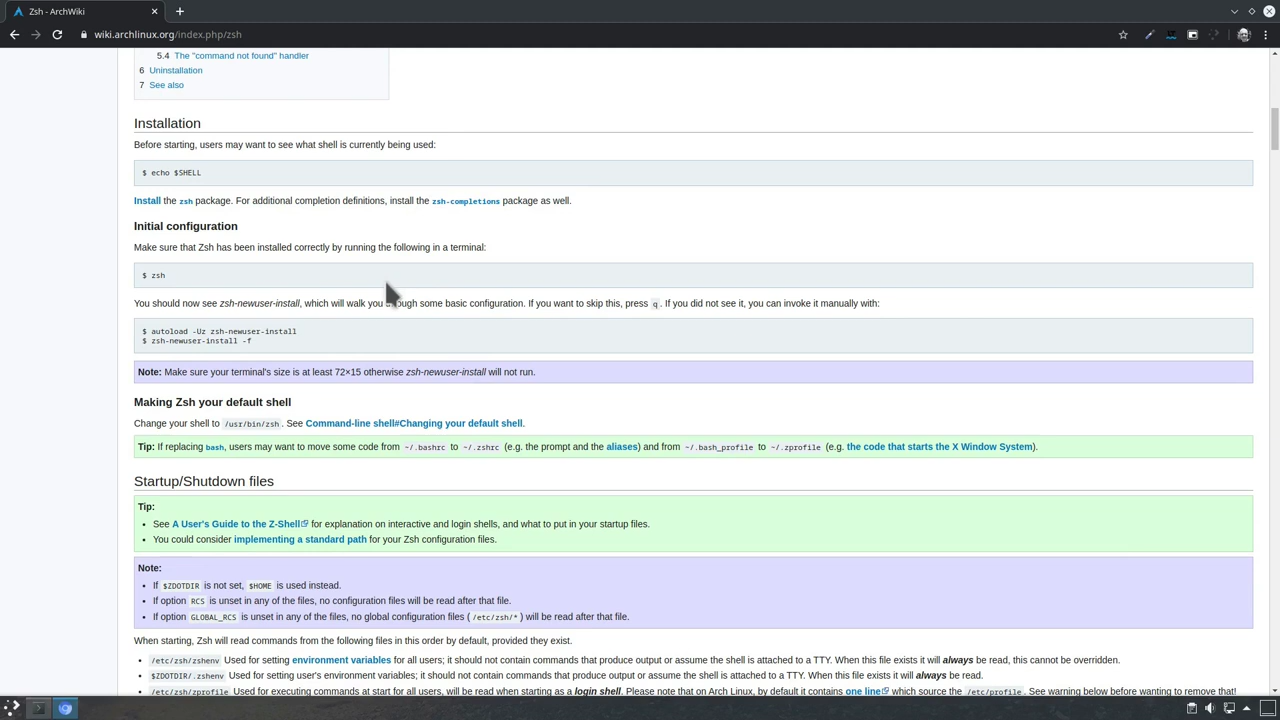 Zsh - ArchWiki
wiki.archlinux.org/index.php/zsh
5.4 The "command not found" handler
6 Uninstallation
7 See also
Installation
Before starting, users may want to see what shell is currently being used:
$ echo $SHELL
Install the zsh package. For additional completion definitions, install the zsh-completions package as well.
Initial configuration
Make sure that Zsh has been installed correctly by running the following in a terminal:
$ zsh
You should now see zsh-newuser-install, which will walk you through some basic configuration. If you want to skip this, press q. If you did not see it, you can invoke it manually with:
$ autoload -Uz zsh-newuser-install
$ zsh-newuser-install -f
Note: Make sure your terminal's size is at least 72×15 otherwise zsh-newuser-install will not run.
Making Zsh your default shell
Change your shell to /usr/bin/zsh. See Command-line shell#Changing your default shell.
Tip: If replacing bash, users may want to move some code from ~/.bashrc to ~/.zshrc (e.g. the prompt and the aliases) and from ~/.bash_profile to ~/.zprofile (e.g. the code that starts the X Window System).
Startup/Shutdown files
Tip:
• See A User's Guide to the Z-Shell for explanation on interactive and login shells, and what to put in your startup files.
• You could consider implementing a standard path for your Zsh configuration files.
Note:
• If $ZDOTDIR is not set, $HOME is used instead.
• If option RCS is unset in any of the files, no configuration files will be read after that file.
• If option GLOBAL_RCS is unset in any of the files, no global configuration files ( /etc/zsh/* ) will be read after that file.
When starting, Zsh will read commands from the following files in this order by default, provided they exist.
• /etc/zsh/zshenv Used for setting environment variables for all users; it should not contain commands that produce output or assume the shell is attached to a TTY. When this file exists it will always be read, this cannot be overridden.
• $ZDOTDIR/.zshenv Used for setting user's environment variables; it should not contain commands that produce output or assume the shell is attached to a TTY. When this file exists it will always be read.
• /etc/zsh/zprofile Used for executing commands at start for all users, will be read when starting as a login shell. Please note that on Arch Linux, by default it contains one line which source the /etc/profile. See warning below before wanting to remove that!